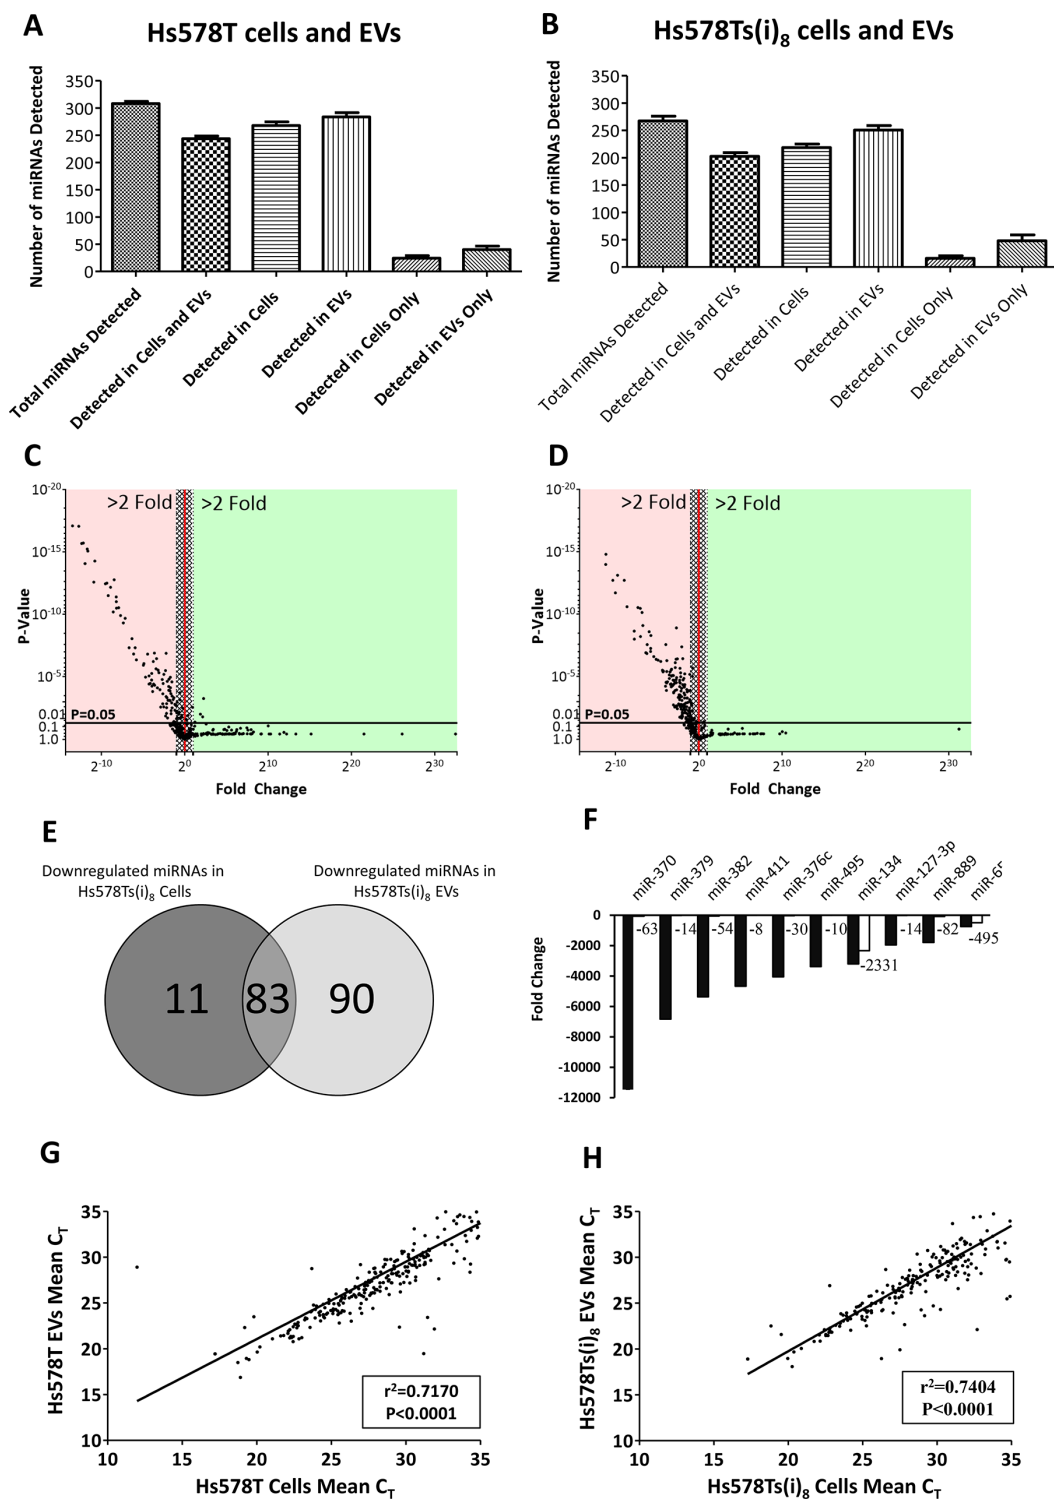 A
Hs578T cells and EVs
Number of miRNAs Detected
350
300
250
200
150
100
50
0
Total miRNAs Detected
Detected in Cells and EVs
Detected in Cells
Detected in EVs
Detected in Cells Only
Detected in EVs Only
B
Hs578Ts(i)8 cells and EVs
Number of miRNAs Detected
350
300
250
200
150
100
50
0
Total miRNAs Detected
Detected in Cells and EVs
Detected in Cells
Detected in EVs
Detected in Cells Only
Detected in EVs Only
C
>2 Fold >2 Fold
P-Value
10-20
10-15
10-10
10-5
0.01
0.1
1.0
P=0.05
2-10 20 210 220 230
Fold Change
D
>2 Fold >2 Fold
P-Value
10-20
10-15
10-10
10-5
0.01
0.1
1.0
P=0.05
2-10 20 210 220 230
Fold Change
E
Downregulated miRNAs in
Hs578Ts(i)8 Cells
Downregulated miRNAs in
Hs578Ts(i)8 EVs
11 83 90
F
miR-370
miR-379
miR-382
miR-411
miR-376c
miR-495
miR-134
miR-127-3p
miR-889
Fold Change
0
-2000
-4000
-6000
-8000
-10000
-12000
-63 -14 -54 -8 -30 -10 -2331 -14 -82 -495
G
Hs578T EVs Mean CT
35
30
25
20
15
10
r2=0.7170
P<0.0001
10 15 20 25 30 35
Hs578T Cells Mean CT
H
Hs578Ts(i)8 EVs Mean CT
35
30
25
20
15
10
r2=0.7404
P<0.0001
10 15 20 25 30 35
Hs578Ts(i)8 Cells Mean CT